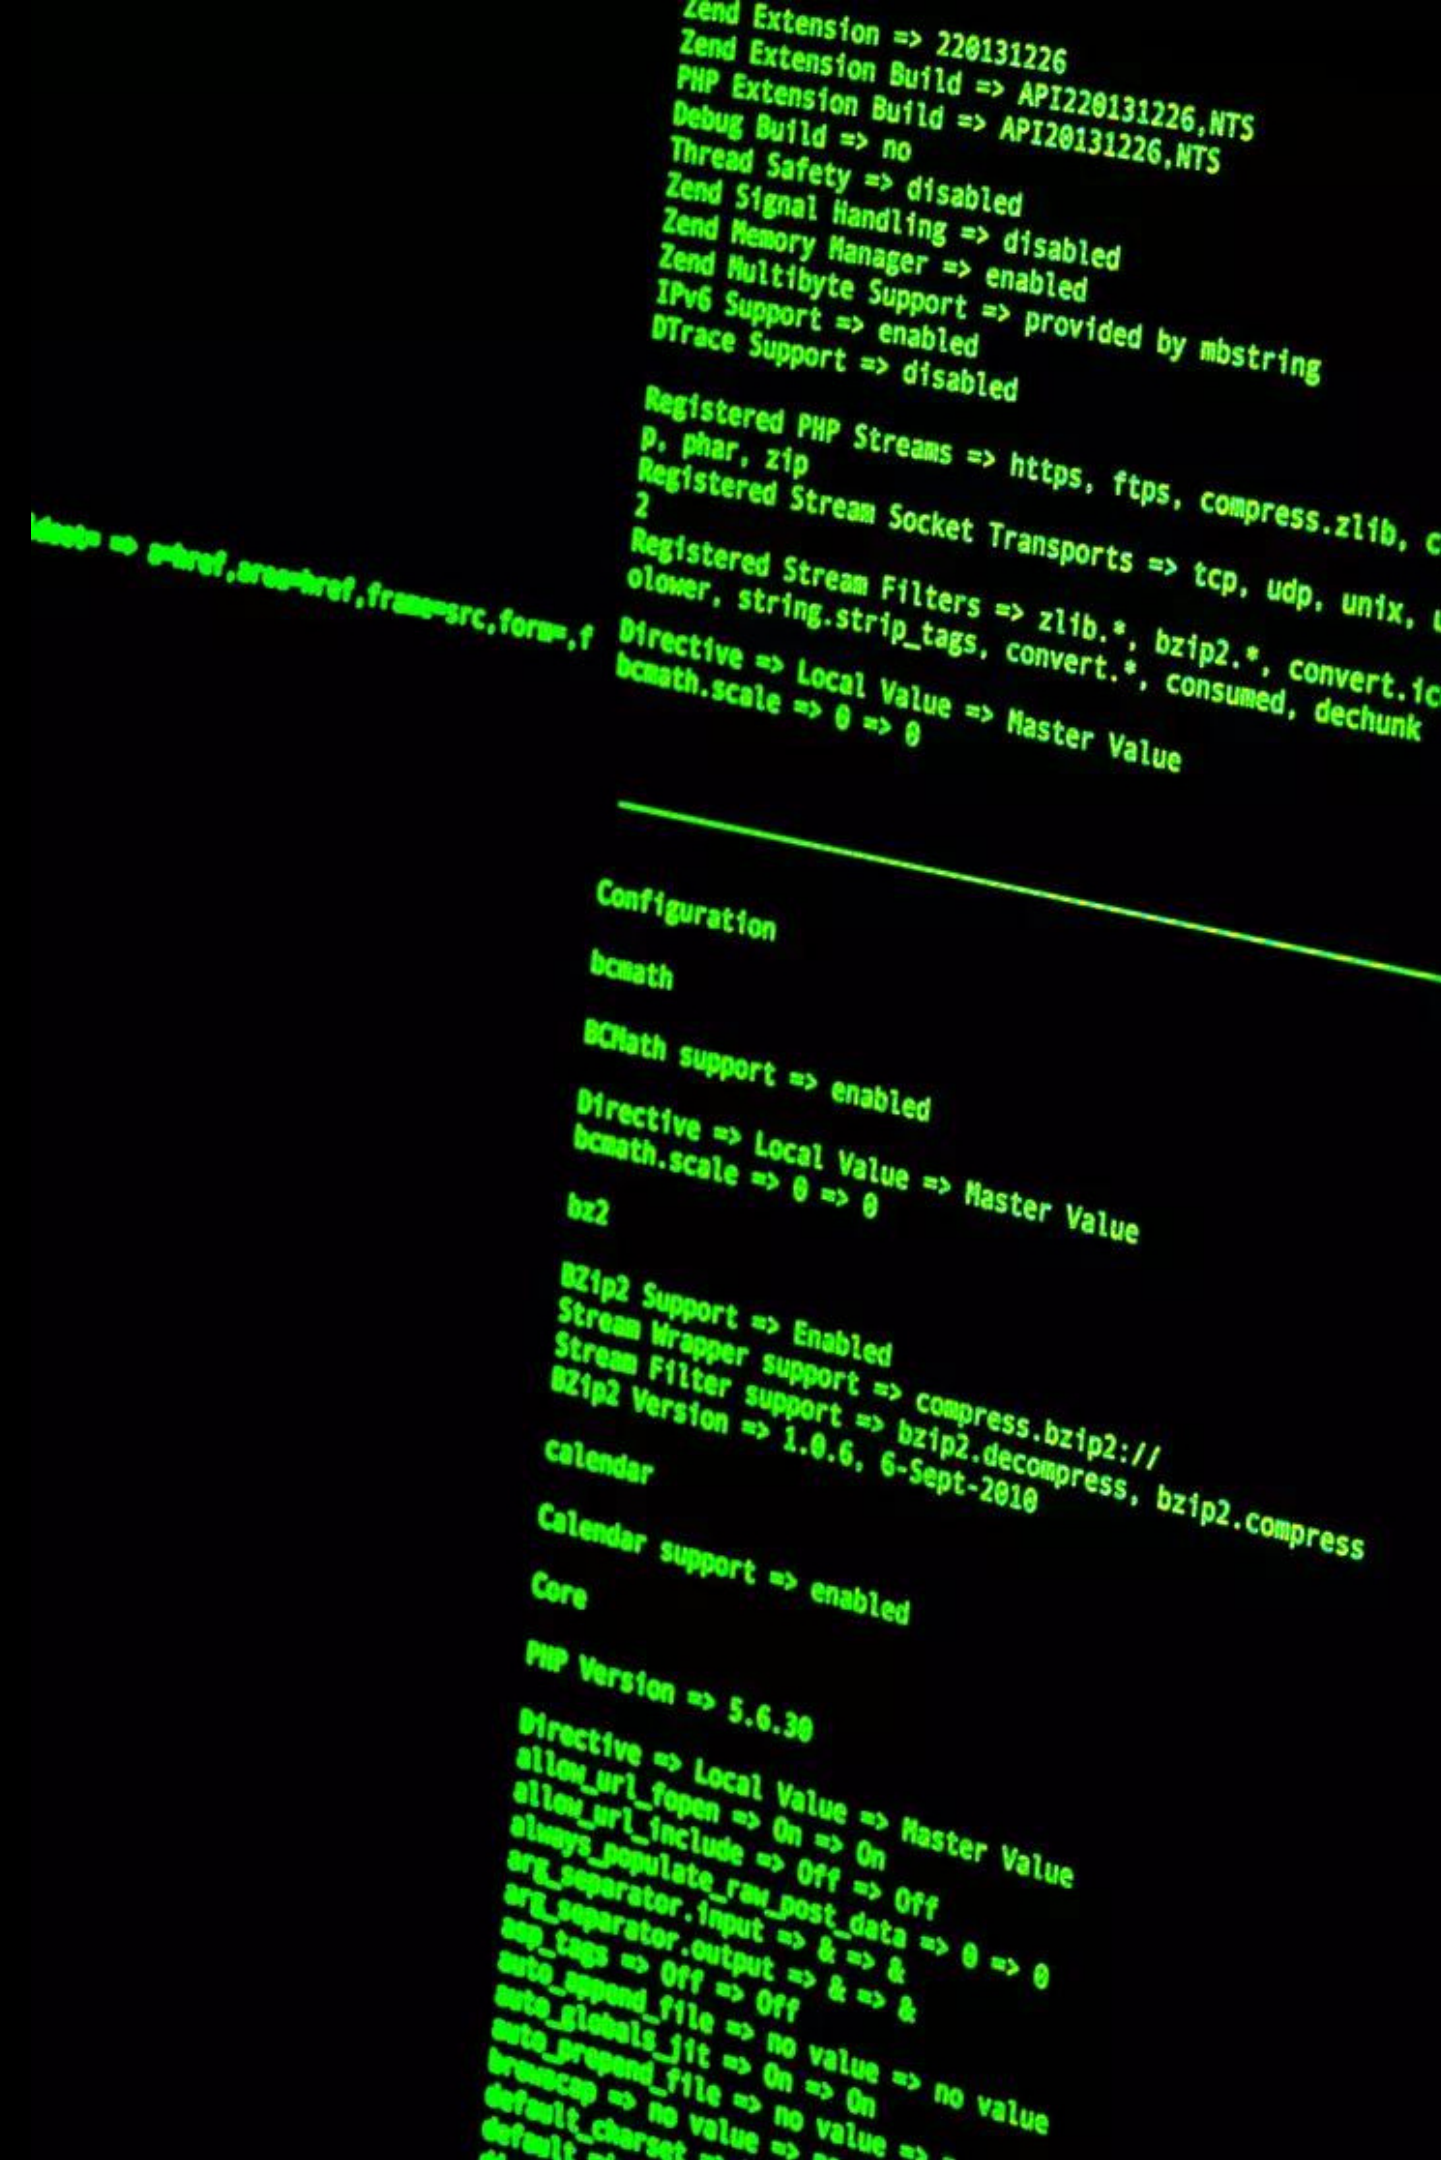 Zend Extension => 220131226
Zend Extension Build => API220131226,NTS
PHP Extension Build => API20131226,NTS
Debug Build => no
Thread Safety => disabled
Zend Signal Handling => disabled
Zend Memory Manager => enabled
Zend Multibyte Support => provided by mbstring
IPv6 Support => enabled
DTrace Support => disabled
Registered PHP Streams => https, ftps, compress.zlib, c
p, phar, zip
Registered Stream Socket Transports => tcp, udp, unix, u
2
Registered Stream Filters => zlib.*, bzip2.*, convert.ic
olower, string.strip_tags, convert.*, consumed, dechunk
=> a=href,area=href,frame=src,form=,f
Directive => Local Value => Master Value
bcmath.scale => 0 => 0
Configuration
bcmath
BCMath support => enabled
Directive => Local Value => Master Value
bcmath.scale => 0 => 0
bz2
BZip2 Support => Enabled
Stream Wrapper support => compress.bzip2://
Stream Filter support => bzip2.decompress, bzip2.compress
BZip2 Version => 1.0.6, 6-Sept-2010
calendar
Calendar support => enabled
Core
PHP Version => 5.6.30
Directive => Local Value => Master Value
allow_url_fopen => On => On
allow_url_include => Off => Off
always_populate_raw_post_data => 0 => 0
arg_separator.input => & => &
arg_separator.output => & => &
asp_tags => Off => Off
auto_append_file => no value => no value
auto_globals_jit => On => On
auto_prepend_file => no value =>
browscap => no value =>
default_charset =>